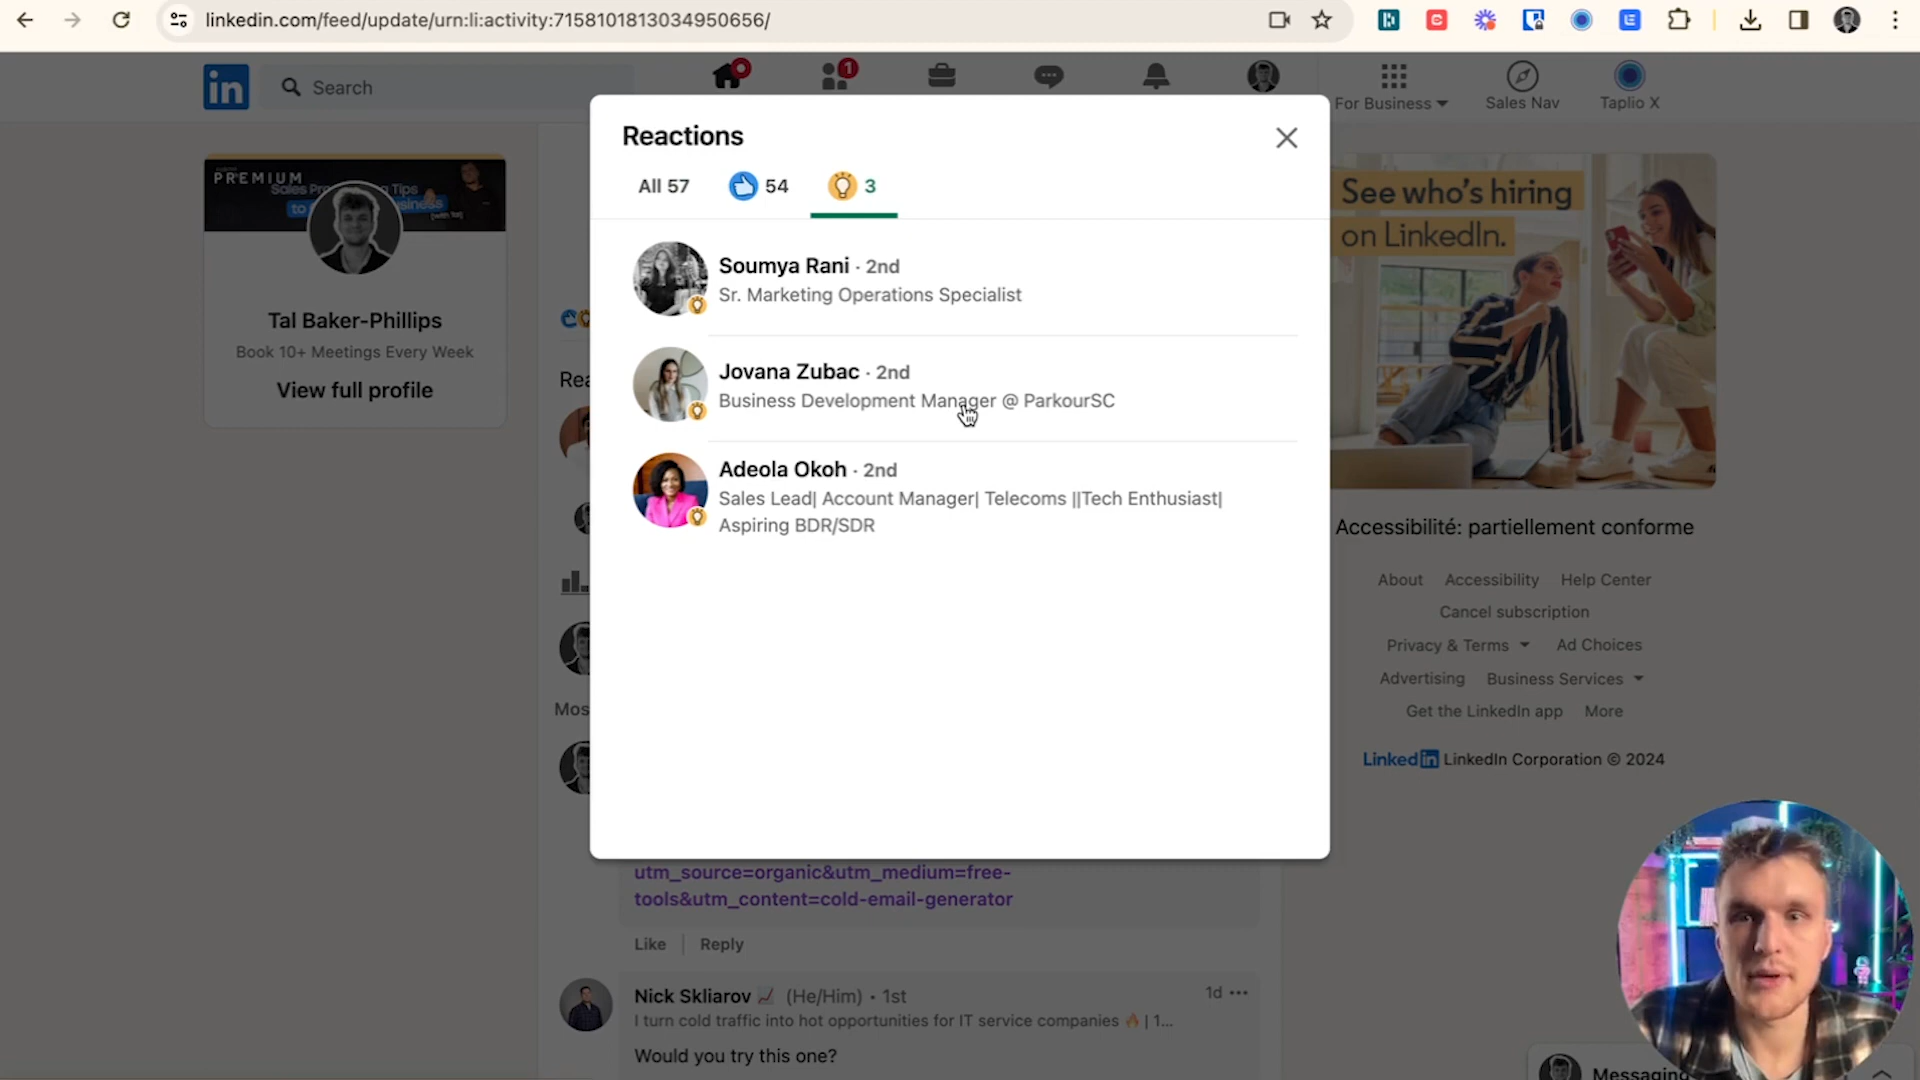 linkedin.com/feed/update/urn:li:activity:7158101813034950656/
in
Search
1
For Business
Sales Nav
Taplio X
Reactions
All 57
54
3
PREMIUM
Tal Baker-Phillips
Book 10+ Meetings Every Week
View full profile
Soumya Rani · 2nd
Sr. Marketing Operations Specialist
Jovana Zubac · 2nd
Business Development Manager @ ParkourSC
Adeola Okoh · 2nd
Sales Lead| Account Manager| Telecoms ||Tech Enthusiast|
Aspiring BDR/SDR
Rea
Mos
utm_source=organic&utm_medium=free-
tools&utm_content=cold-email-generator
Like
Reply
Nick Skliarov (He/Him) • 1st
1d
I turn cold traffic into hot opportunities for IT service companies 🔥 | 1...
Would you try this one?
See who's hiring
on LinkedIn.
Accessibilité: partiellement conforme
About
Accessibility
Help Center
Cancel subscription
Privacy & Terms
Ad Choices
Advertising
Business Services
Get the LinkedIn app
More
LinkedIn LinkedIn Corporation © 2024
Messaging